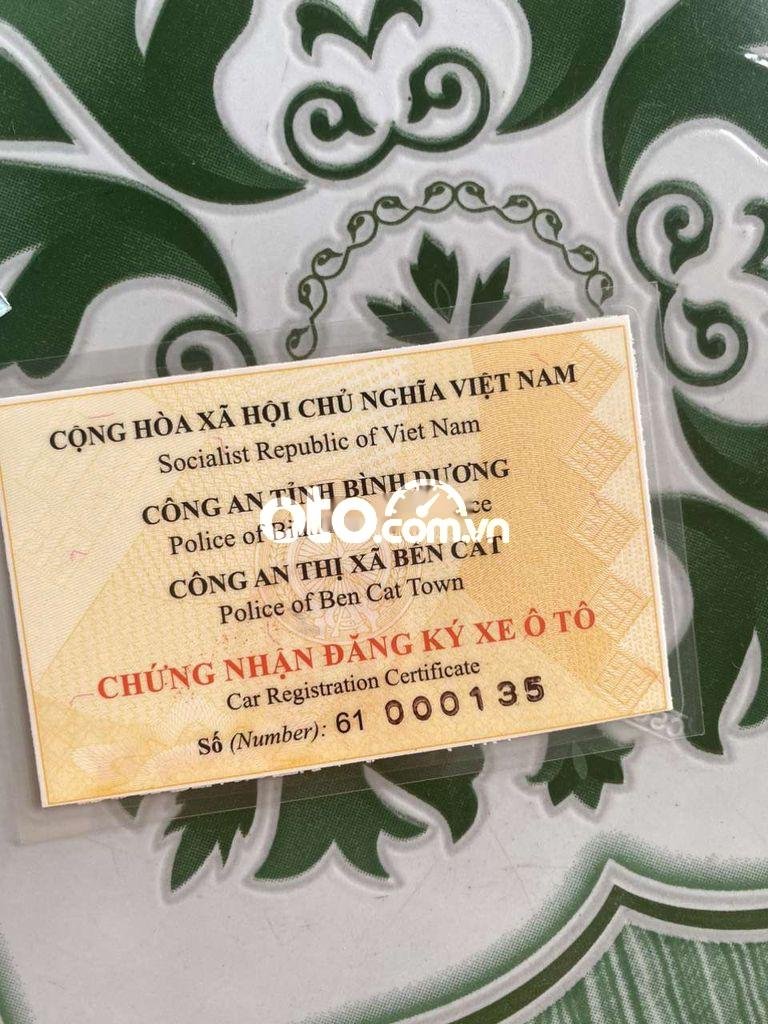 CỘNG HÒA XÃ HỘI CHỦ NGHĨA VIỆT NAM
Socialist Republic of Viet Nam
CÔNG AN TỈNH BÌNH DƯƠNG
Police of
oto.com.vn
CÔNG AN THỊ XÃ BẾN CÁT
Police of Ben Cat Town
CHỨNG NHẬN ĐĂNG KÝ XE Ô TÔ
Car Registration Certificate
Số (Number): 61 000135